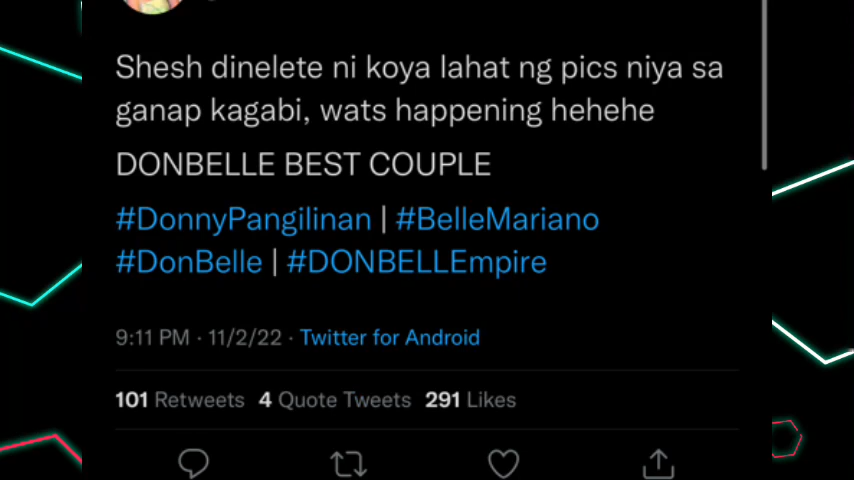 Shesh dinelete ni koya lahat ng pics niya sa
ganap kagabi, wats happening hehehe
DONBELLE BEST COUPLE
#DonnyPangilinan | #BelleMariano
#DonBelle | #DONBELLEmpire
9:11 PM · 11/2/22 · Twitter for Android
101 Retweets 4 Quote Tweets 291 Likes